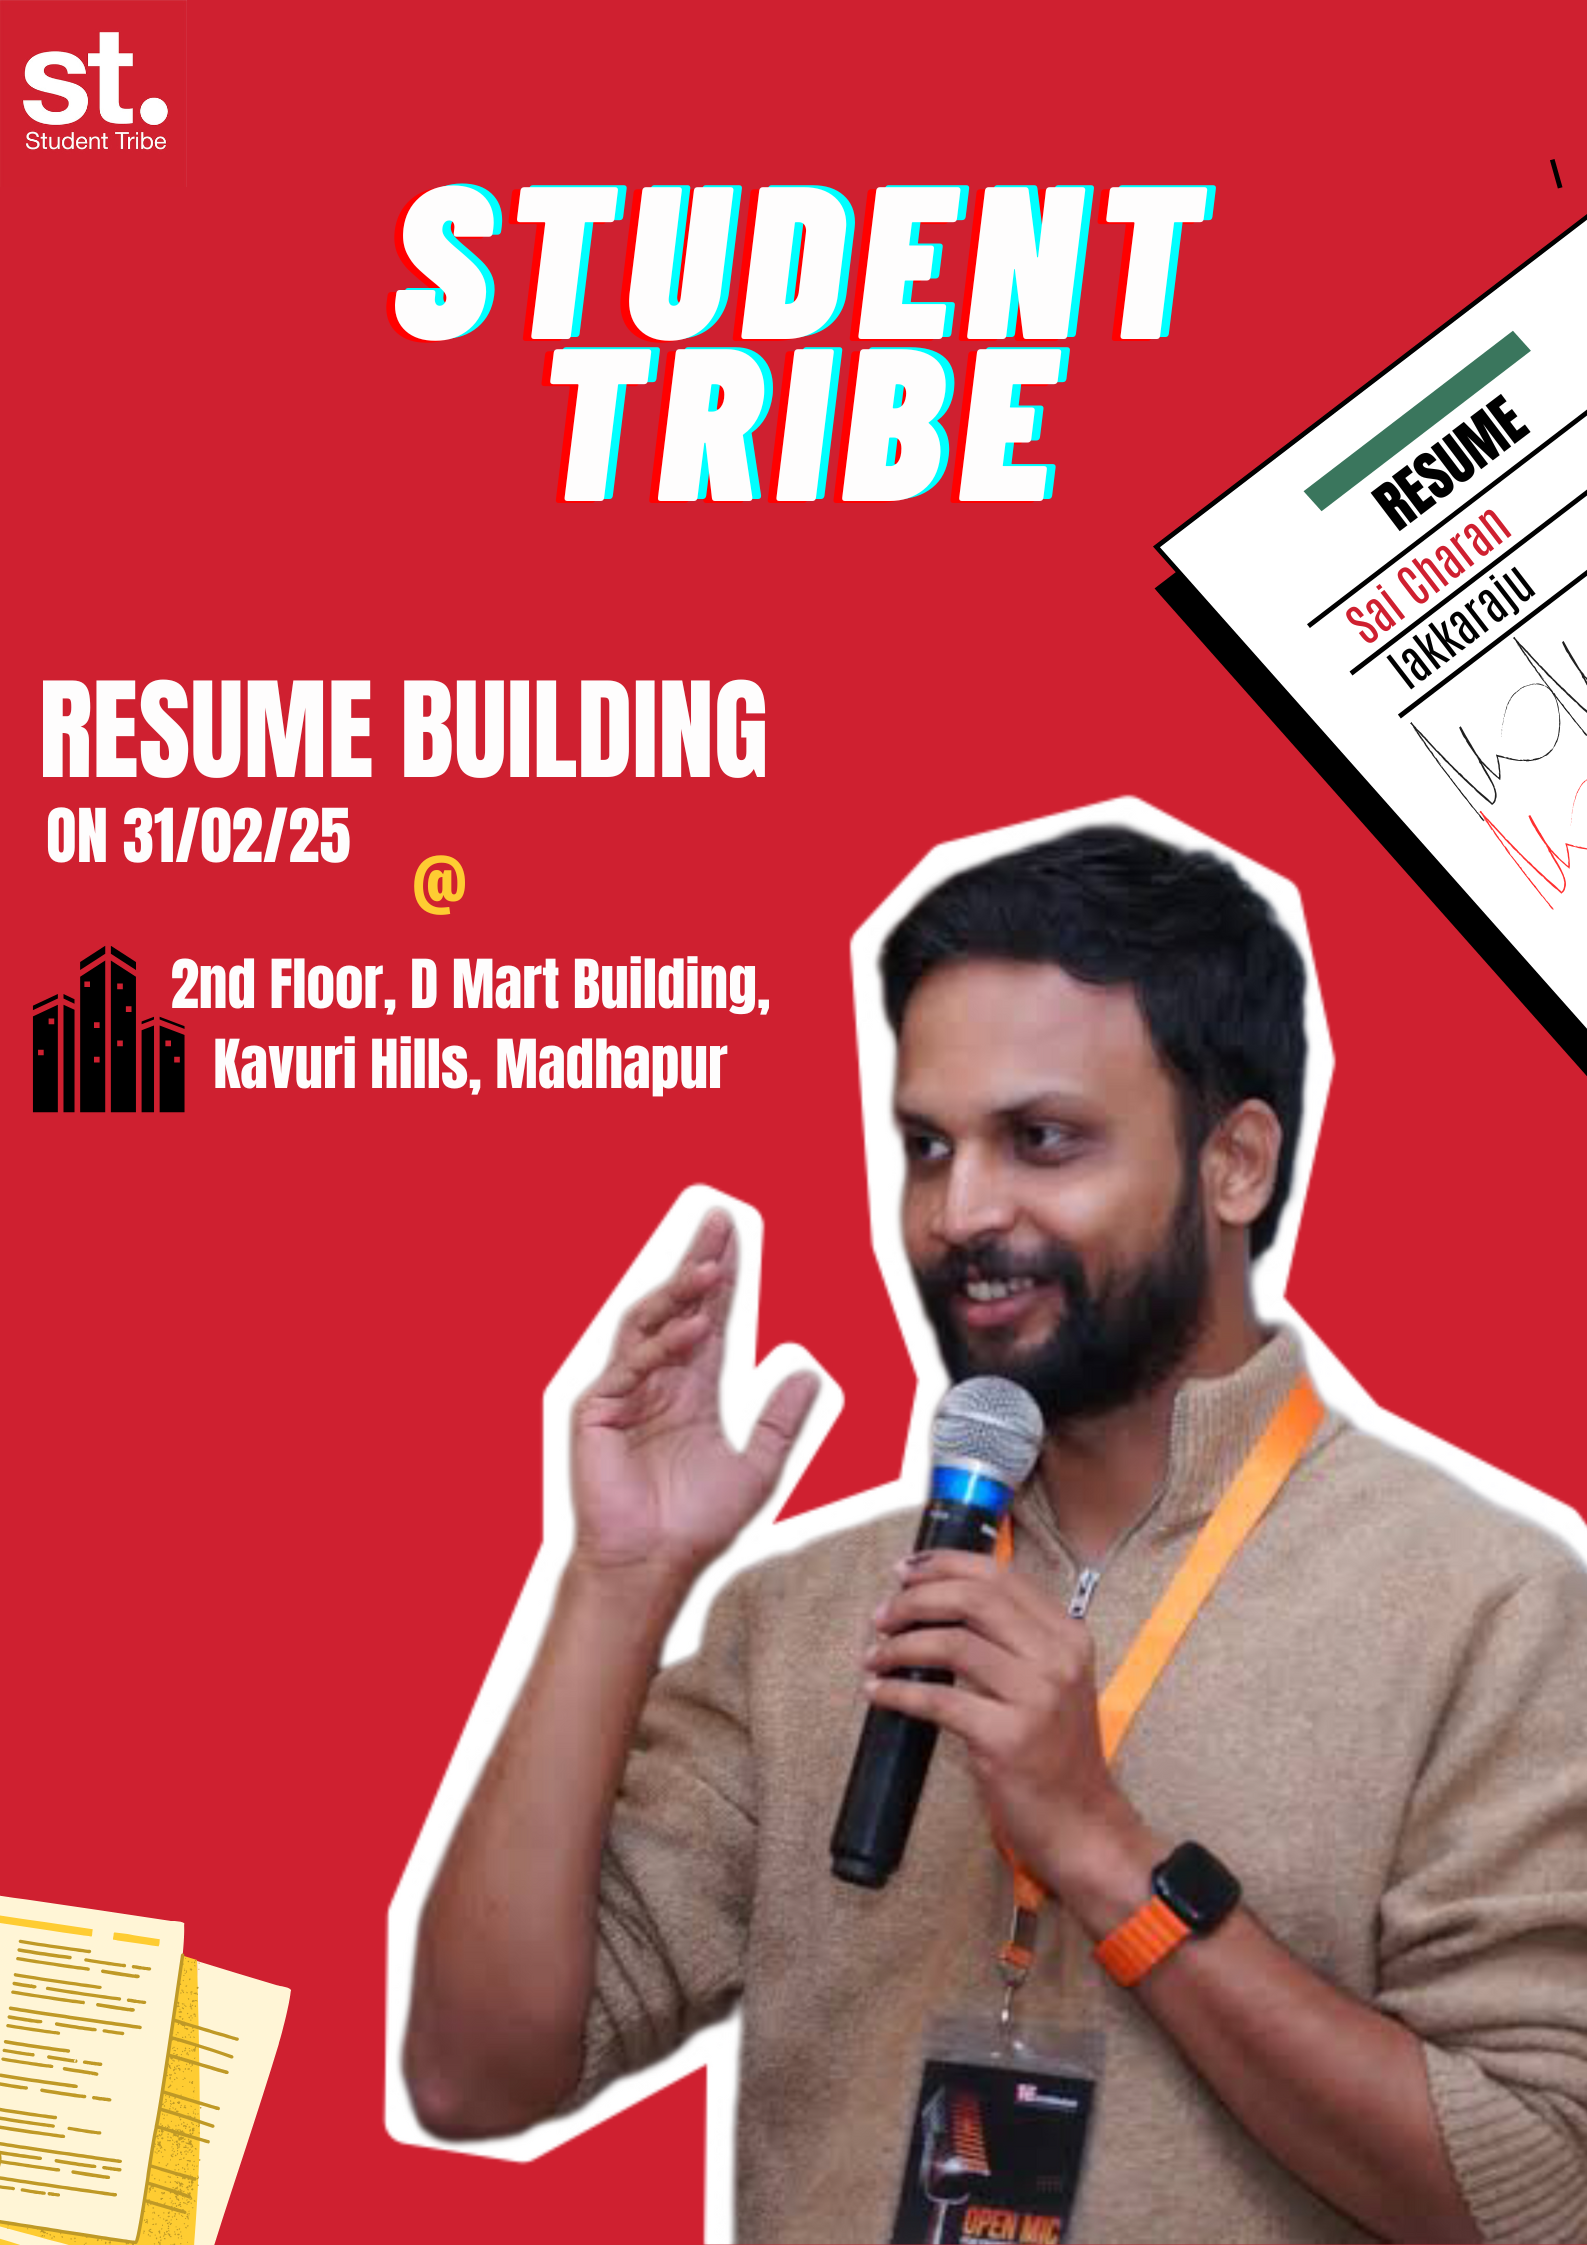 st.
Student Tribe
STUDENT
TRIBE
RESUME
Sai Charan
lakkaraju
RESUME BUILDING
ON 31/02/25
@
2nd Floor, D Mart Building,
Kavuri Hills, Madhapur
OPEN MIC